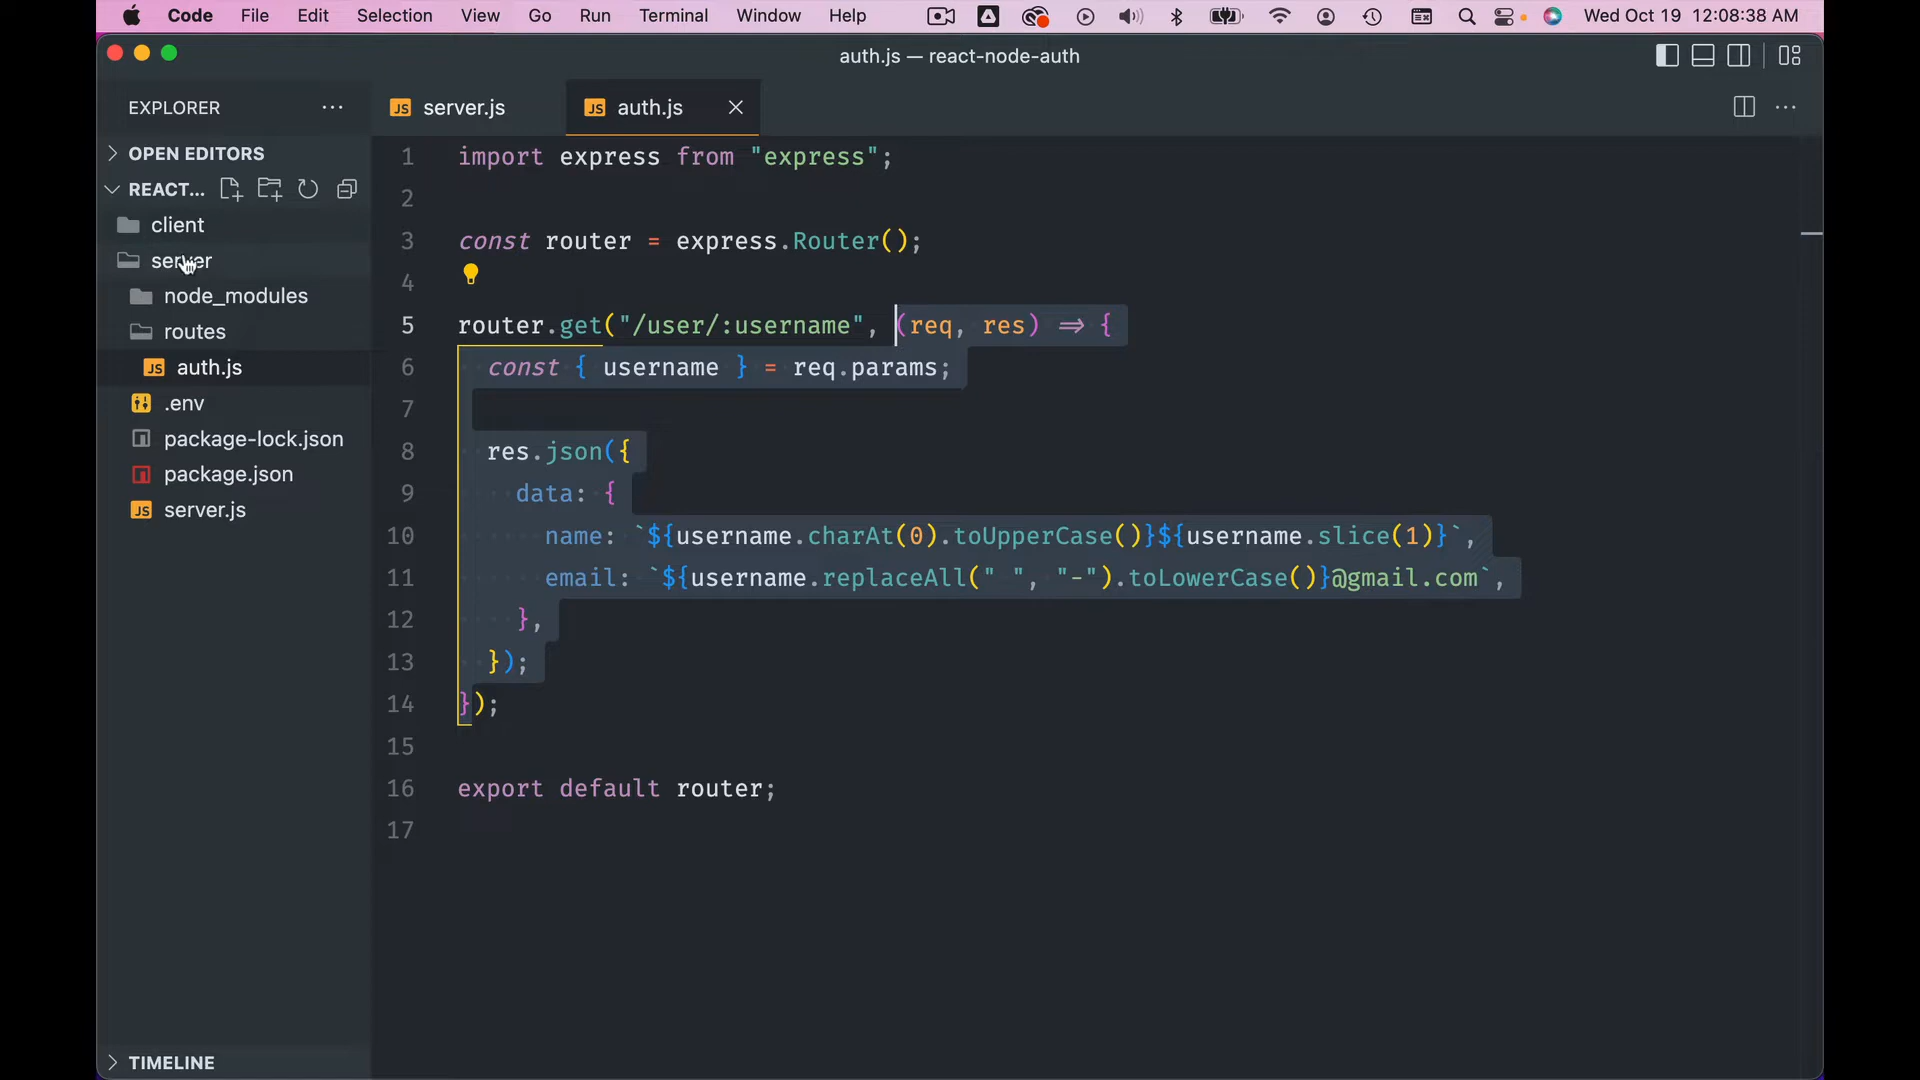 Code File Edit Selection View Go Run Terminal Window Help Wed Oct 19 12:08:38 AM
auth.js — react-node-auth
EXPLORER
JS server.js JS auth.js
OPEN EDITORS
REACT...
client
server
node_modules
routes
JS auth.js
.env
package-lock.json
package.json
JS server.js
TIMELINE
1 import express from "express";
2
3 const router = express.Router();
4
5 router.get("/user/:username", (req, res) => {
6 const { username } = req.params;
7
8 res.json({
9 data: {
10 name: `${username.charAt(0).toUpperCase()}${username.slice(1)}`,
11 email: `${username.replaceAll(" ", "-").toLowerCase()}@gmail.com`,
12 },
13 });
14 });
15
16 export default router;
17